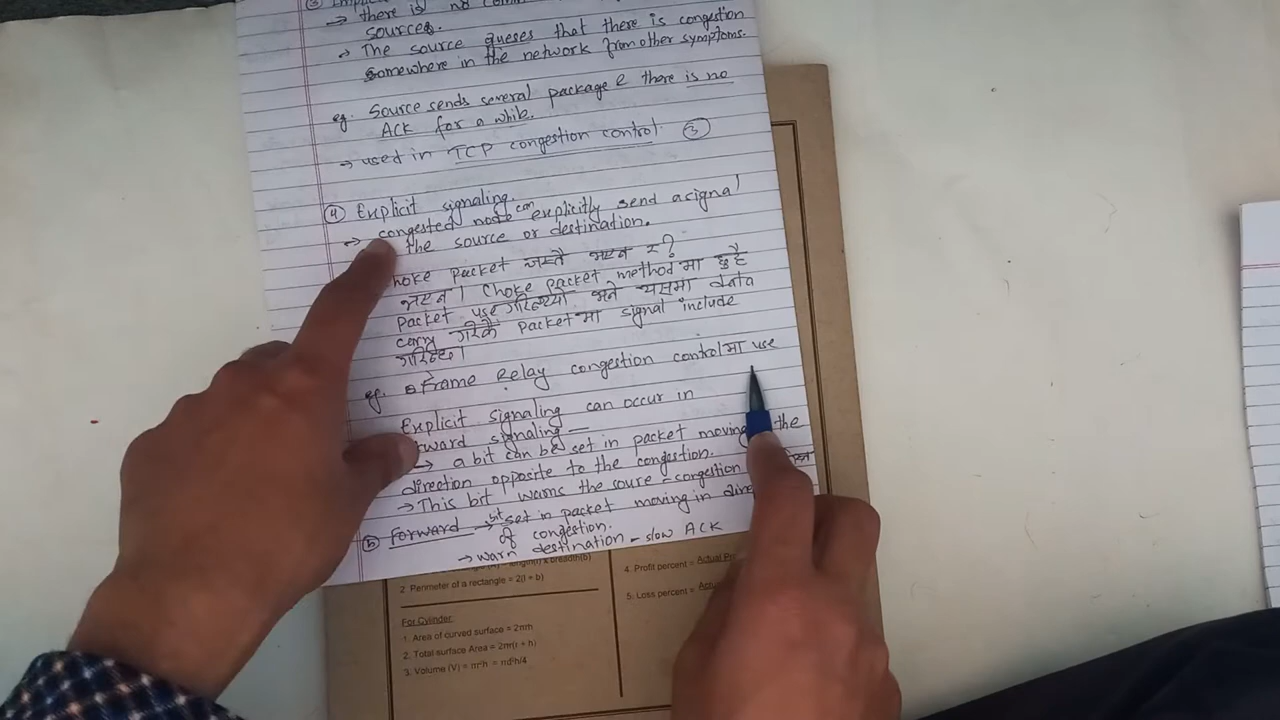 → there is no
sources.
→ The source gueses that there is congestion
somewhere in the network from other symptoms.
eg. Source sends several package & there is no
ACK for a while.
→ used in TCP congestion control. ③
④ Explicit signaling.
→ congested node can explicitly send a signal
the source or destination.
hoke packet जस्तै भएन र?
भएन। Choke packet method मा छुट्टै
packet use गरिन्थ्यो भने यसमा data
carry गरिकै packet मा signal include
गरिन्छ।
eg. Frame Relay congestion control मा use
Explicit signaling can occur in
rward signaling —
→ a bit can be set in packet moving the
direction opposite to the congestion.
→ This bit warns the soure - congestion
ⓑ Forward → bit set in packet moving in dire
of congestion.
→ warn destination - slow ACK
2. Perimeter of a rectangle = 2(l + b)
For Cylinder:
1. Area of curved surface = 2πrh
2. Total surface Area = 2πr(r + h)
3. Volume (V) = πr²h = πd²h/4
4. Profit percent = Actual Pr
5. Loss percent = Actu